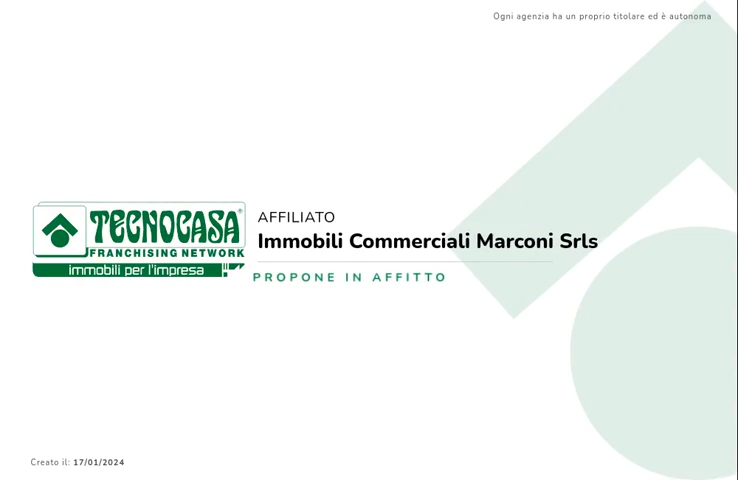 Ogni agenzia ha un proprio titolare ed è autonoma
TECNOCASA®
FRANCHISING NETWORK
immobili per l'impresa
AFFILIATO
Immobili Commerciali Marconi Srls
PROPONE IN AFFITTO
Creato il: 17/01/2024